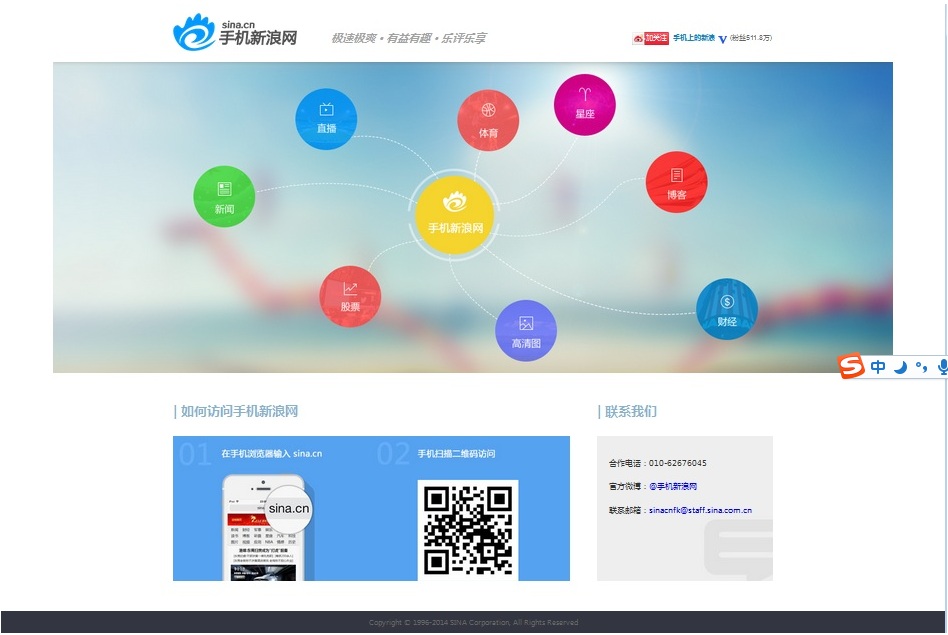 sina.cn
手机新浪网
极速极爽 • 有益有趣 • 乐评乐享
加关注 手机上的新浪 (粉丝511.8万)
直播
体育
星座
新闻
博客
手机新浪网
股票
高清图
财经
中
如何访问手机新浪网
联系我们
01 在手机浏览器输入 sina.cn
02 手机扫描二维码访问
sina.cn
合作电话：010-62676045
官方微博：@手机新浪网
联系邮箱：sinacnfk@staff.sina.com.cn
Copyright © 1996-2014 SINA Corporation, All Rights Reserved